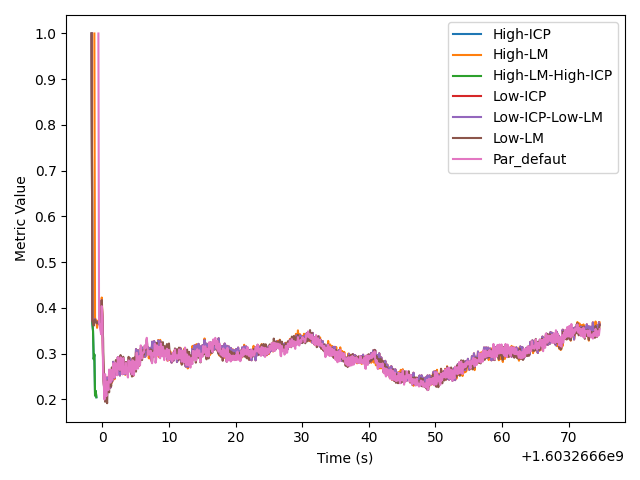 1.0
0.9
0.8
0.7
0.6
0.5
0.4
0.3
0.2
Metric Value
High-ICP
High-LM
High-LM-High-ICP
Low-ICP
Low-ICP-Low-LM
Low-LM
Par_defaut
0 10 20 30 40 50 60 70
Time (s)
+1.6032666e9